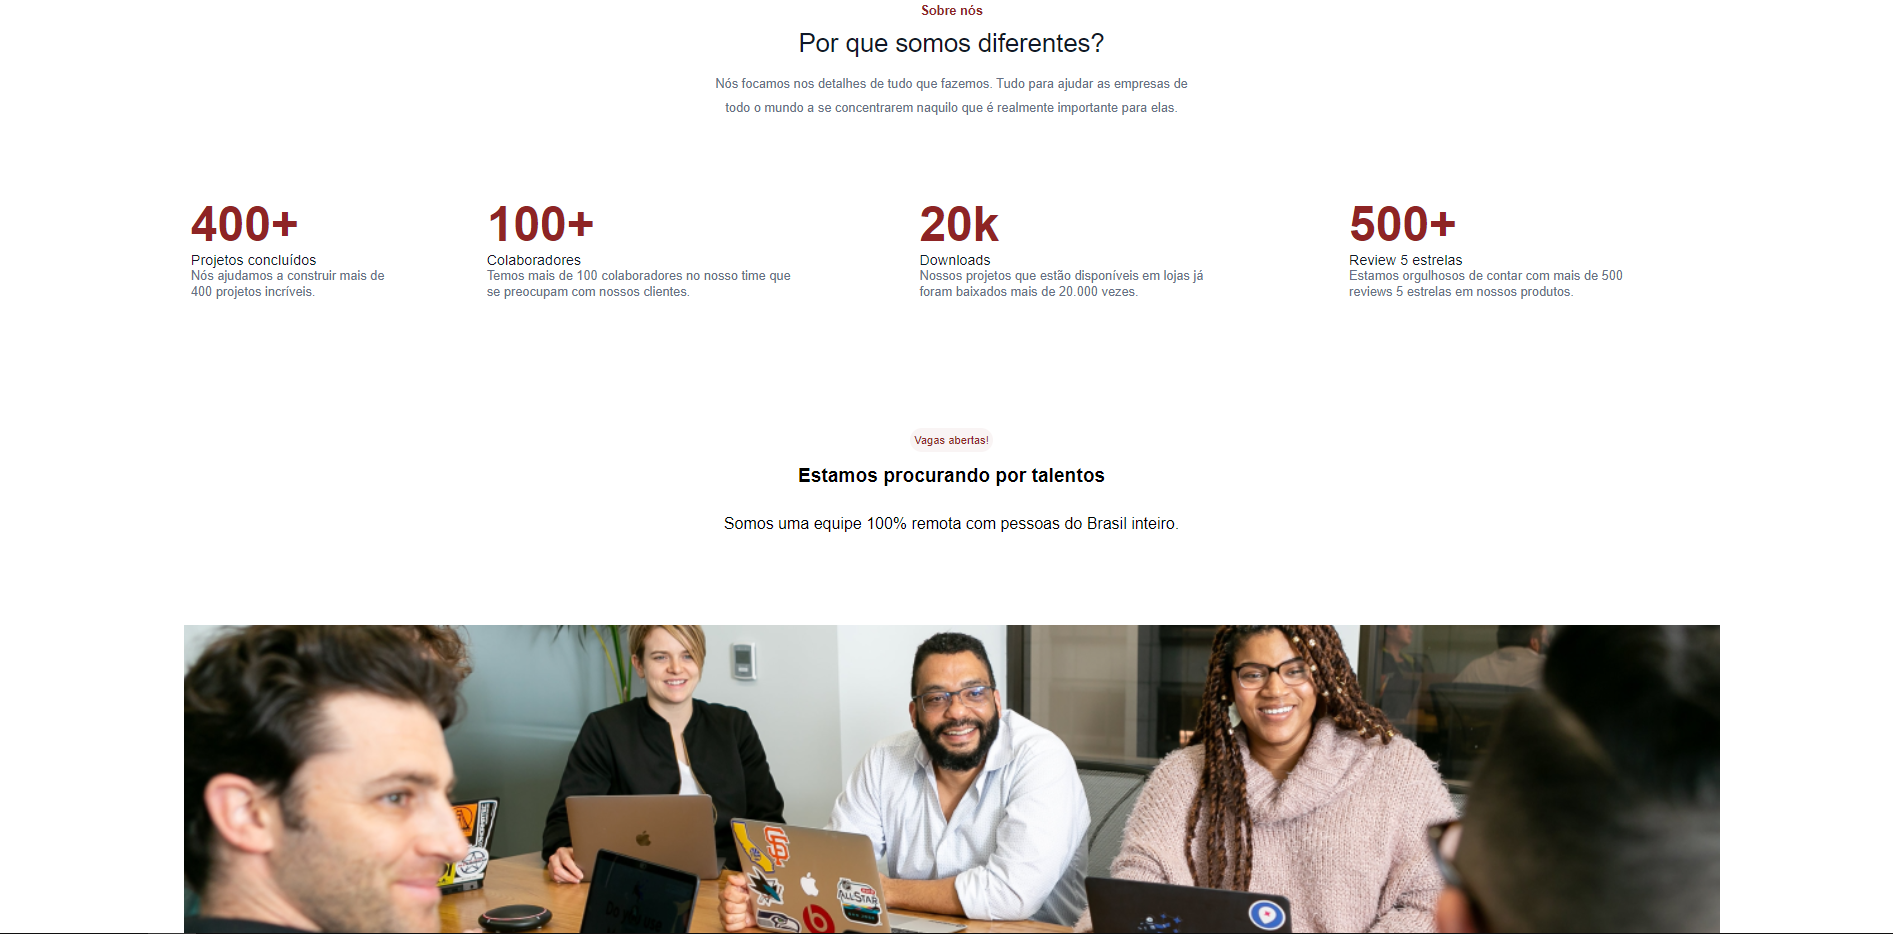 Sobre nós
Por que somos diferentes?
Nós focamos nos detalhes de tudo que fazemos. Tudo para ajudar as empresas de
todo o mundo a se concentrarem naquilo que é realmente importante para elas.
400+
Projetos concluídos
Nós ajudamos a construir mais de
400 projetos incríveis.
100+
Colaboradores
Temos mais de 100 colaboradores no nosso time que
se preocupam com nossos clientes.
20k
Downloads
Nossos projetos que estão disponíveis em lojas já
foram baixados mais de 20.000 vezes.
500+
Review 5 estrelas
Estamos orgulhosos de contar com mais de 500
reviews 5 estrelas em nossos produtos.
Vagas abertas!
Estamos procurando por talentos
Somos uma equipe 100% remota com pessoas do Brasil inteiro.
SF
ALL STAR